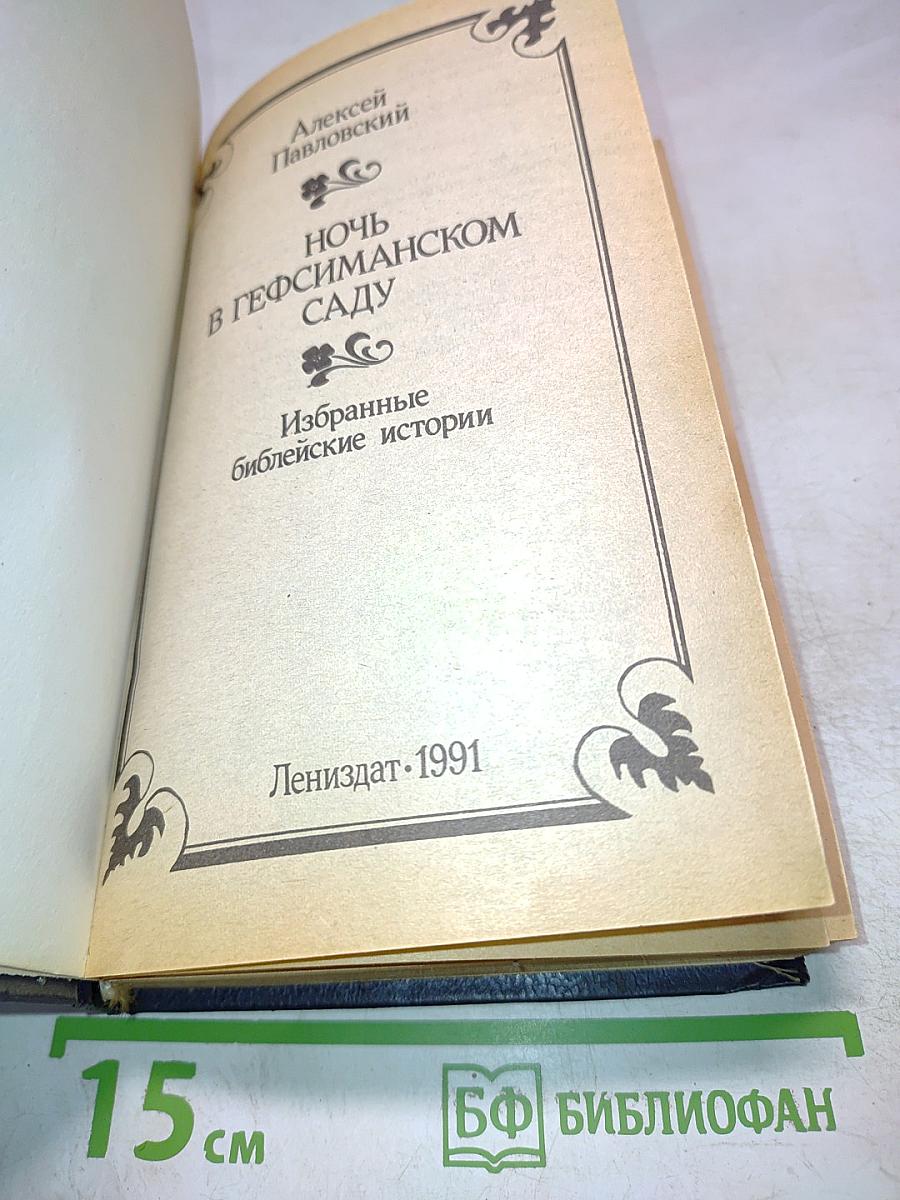 Алексей
Павловский
НОЧЬ
В ГЕФСИМАНСКОМ
САДУ
Избранные
библейские истории
Лениздат·1991
15 см
БФ БИБЛИОФАН